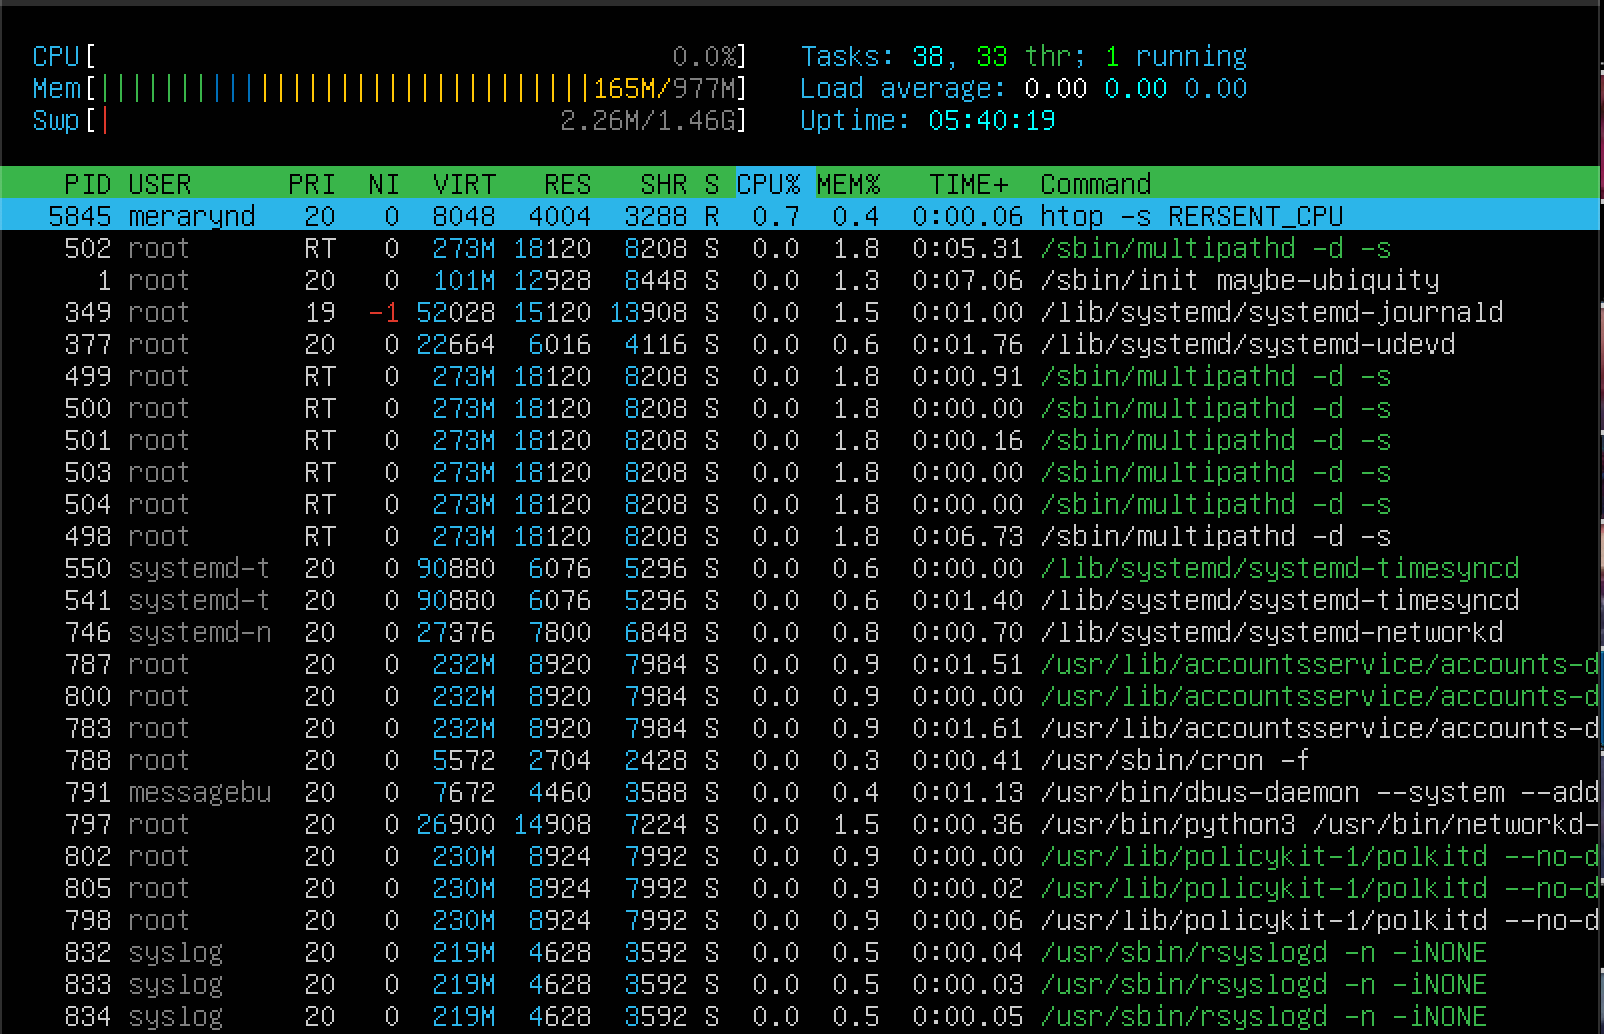 CPU[ 0.0%] Tasks: 38, 33 thr; 1 running
Mem[||||||||||||||||||||||||||||||||165M/977M] Load average: 0.00 0.00 0.00
Swp[| 2.26M/1.46G] Uptime: 05:40:19
PID USER PRI NI VIRT RES SHR S CPU% MEM% TIME+ Command
5845 merarynd 20 0 8048 4004 3288 R 0.7 0.4 0:00.06 htop -s RERSENT_CPU
502 root RT 0 273M 18120 8208 S 0.0 1.8 0:05.31 /sbin/multipathd -d -s
1 root 20 0 101M 12928 8448 S 0.0 1.3 0:07.06 /sbin/init maybe-ubiquity
349 root 19 -1 52028 15120 13908 S 0.0 1.5 0:01.00 /lib/systemd/systemd-journald
377 root 20 0 22664 6016 4116 S 0.0 0.6 0:01.76 /lib/systemd/systemd-udevd
499 root RT 0 273M 18120 8208 S 0.0 1.8 0:00.91 /sbin/multipathd -d -s
500 root RT 0 273M 18120 8208 S 0.0 1.8 0:00.00 /sbin/multipathd -d -s
501 root RT 0 273M 18120 8208 S 0.0 1.8 0:00.16 /sbin/multipathd -d -s
503 root RT 0 273M 18120 8208 S 0.0 1.8 0:00.00 /sbin/multipathd -d -s
504 root RT 0 273M 18120 8208 S 0.0 1.8 0:00.00 /sbin/multipathd -d -s
498 root RT 0 273M 18120 8208 S 0.0 1.8 0:06.73 /sbin/multipathd -d -s
550 systemd-t 20 0 90880 6076 5296 S 0.0 0.6 0:00.00 /lib/systemd/systemd-timesyncd
541 systemd-t 20 0 90880 6076 5296 S 0.0 0.6 0:01.40 /lib/systemd/systemd-timesyncd
746 systemd-n 20 0 27376 7800 6848 S 0.0 0.8 0:00.70 /lib/systemd/systemd-networkd
787 root 20 0 232M 8920 7984 S 0.0 0.9 0:01.51 /usr/lib/accountsservice/accounts-d
800 root 20 0 232M 8920 7984 S 0.0 0.9 0:00.00 /usr/lib/accountsservice/accounts-d
783 root 20 0 232M 8920 7984 S 0.0 0.9 0:01.61 /usr/lib/accountsservice/accounts-d
788 root 20 0 5572 2704 2428 S 0.0 0.3 0:00.41 /usr/sbin/cron -f
791 messagebu 20 0 7672 4460 3588 S 0.0 0.4 0:01.13 /usr/bin/dbus-daemon --system --add
797 root 20 0 26900 14908 7224 S 0.0 1.5 0:00.36 /usr/bin/python3 /usr/bin/networkd-
802 root 20 0 230M 8924 7992 S 0.0 0.9 0:00.00 /usr/lib/policykit-1/polkitd --no-d
805 root 20 0 230M 8924 7992 S 0.0 0.9 0:00.02 /usr/lib/policykit-1/polkitd --no-d
798 root 20 0 230M 8924 7992 S 0.0 0.9 0:00.06 /usr/lib/policykit-1/polkitd --no-d
832 syslog 20 0 219M 4628 3592 S 0.0 0.5 0:00.04 /usr/sbin/rsyslogd -n -iNONE
833 syslog 20 0 219M 4628 3592 S 0.0 0.5 0:00.03 /usr/sbin/rsyslogd -n -iNONE
834 syslog 20 0 219M 4628 3592 S 0.0 0.5 0:00.05 /usr/sbin/rsyslogd -n -iNONE